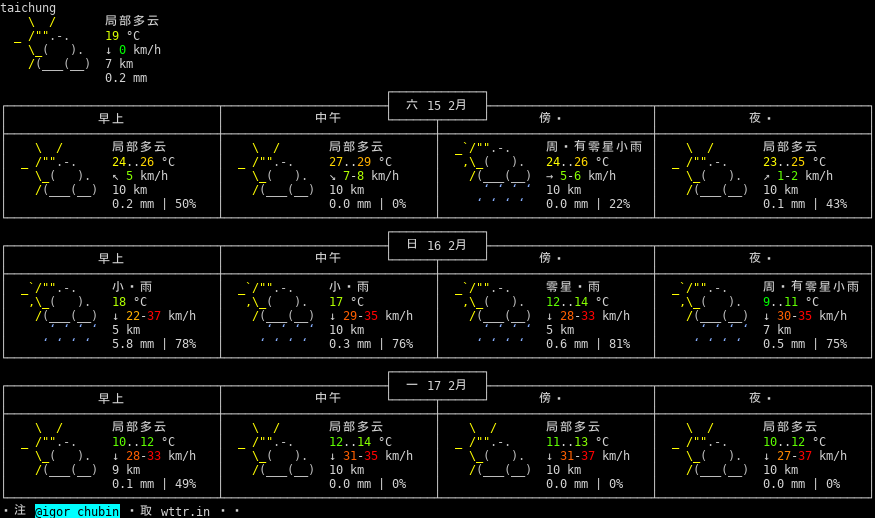 taichung
局部多云
19 °C
↓ 0 km/h
7 km
0.2 mm
六 15 2月
早上 中午 傍・ 夜・
局部多云 局部多云 周・有零星小雨 局部多云
24..26 °C 27..29 °C 24..26 °C 23..25 °C
↖ 5 km/h ↘ 7-8 km/h → 5-6 km/h ↗ 1-2 km/h
10 km 10 km 10 km 10 km
0.2 mm | 50% 0.0 mm | 0% 0.0 mm | 22% 0.1 mm | 43%
日 16 2月
早上 中午 傍・ 夜・
小・雨 小・雨 零星・雨 周・有零星小雨
18 °C 17 °C 12..14 °C 9..11 °C
↓ 22-37 km/h ↓ 29-35 km/h ↓ 28-33 km/h ↓ 30-35 km/h
5 km 10 km 5 km 7 km
5.8 mm | 78% 0.3 mm | 76% 0.6 mm | 81% 0.5 mm | 75%
一 17 2月
早上 中午 傍・ 夜・
局部多云 局部多云 局部多云 局部多云
10..12 °C 12..14 °C 11..13 °C 10..12 °C
↓ 28-33 km/h ↓ 31-35 km/h ↓ 31-37 km/h ↓ 27-37 km/h
9 km 10 km 10 km 10 km
0.1 mm | 49% 0.0 mm | 0% 0.0 mm | 0% 0.0 mm | 0%
・注 @igor_chubin ・取 wttr.in ・・